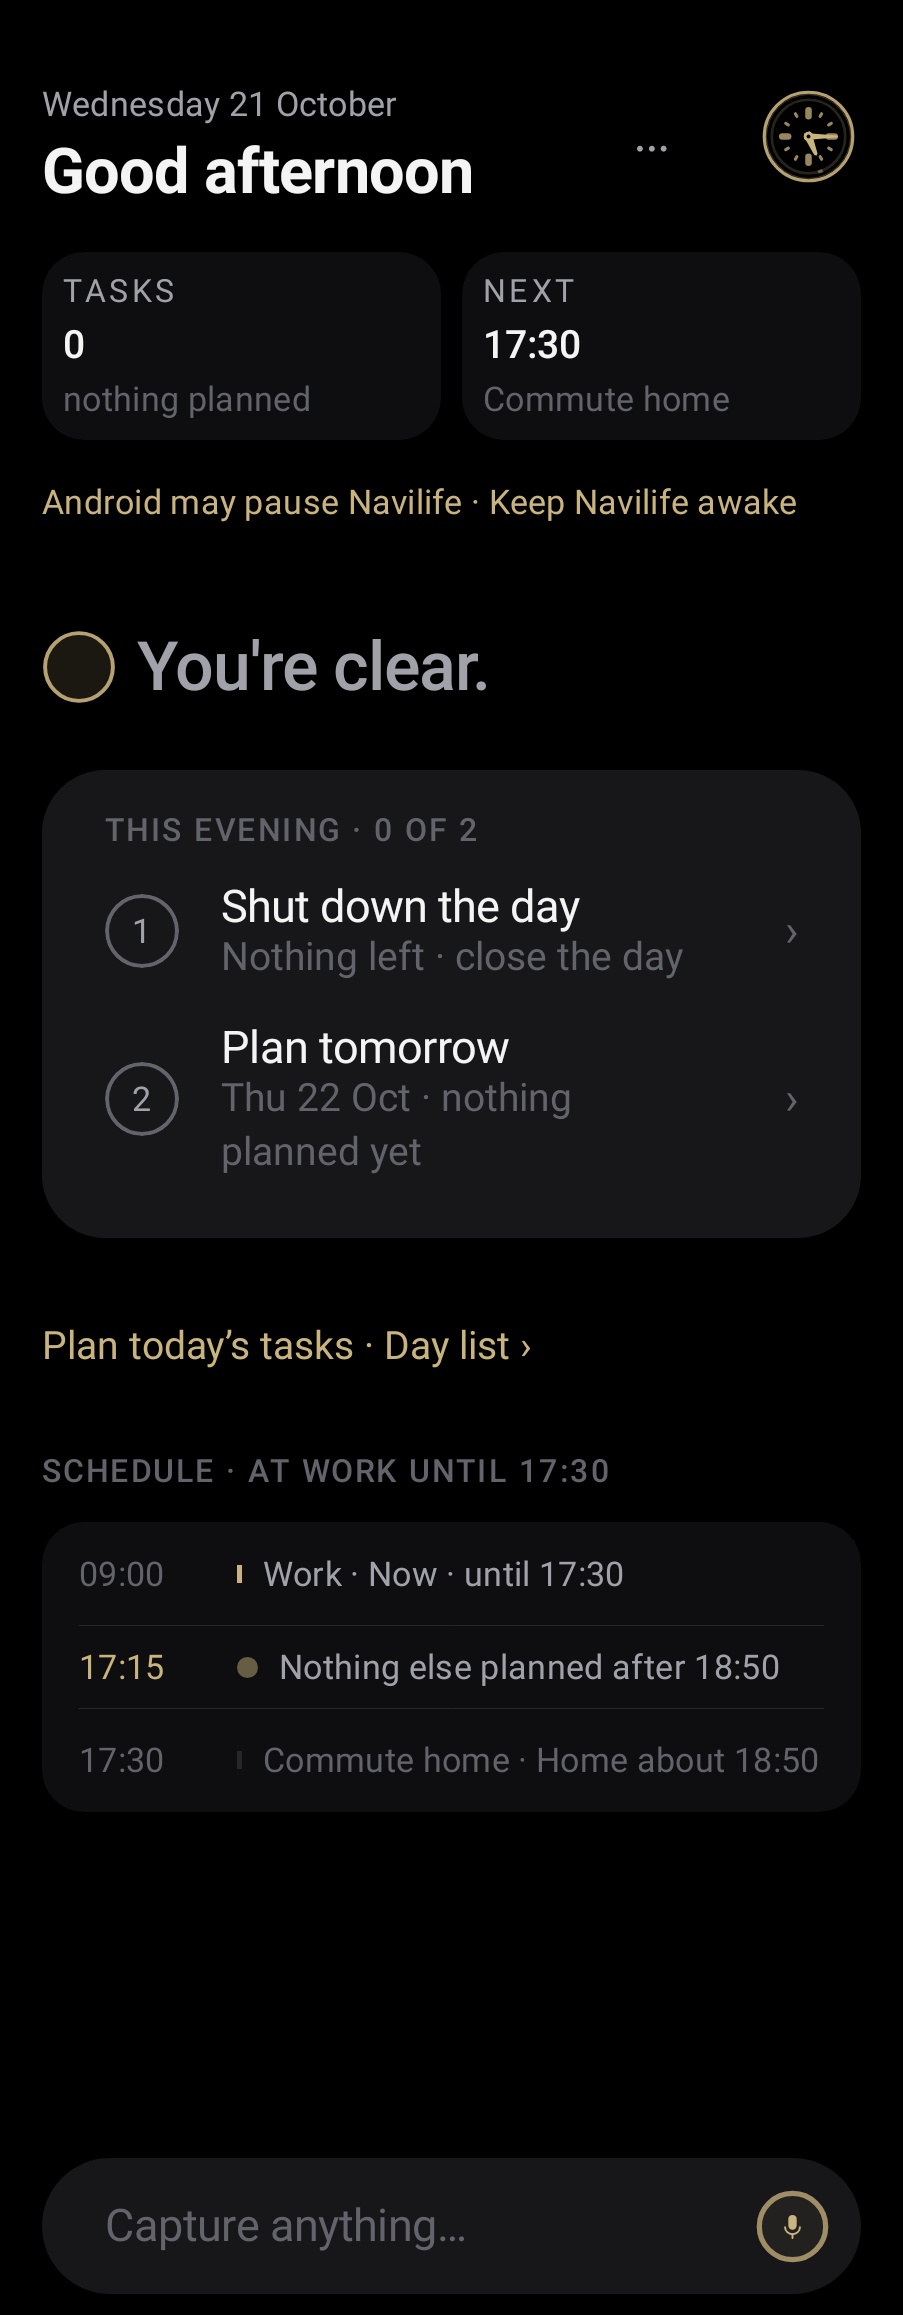 Wednesday 21 October
Good afternoon
...
TASKS
0
nothing planned
NEXT
17:30
Commute home
Android may pause Navilife · Keep Navilife awake
You're clear.
THIS EVENING · 0 OF 2
1
Shut down the day
Nothing left · close the day
›
2
Plan tomorrow
Thu 22 Oct · nothing
planned yet
›
Plan today’s tasks · Day list ›
SCHEDULE · AT WORK UNTIL 17:30
09:00 Work · Now · until 17:30
17:15 Nothing else planned after 18:50
17:30 Commute home · Home about 18:50
Capture anything...